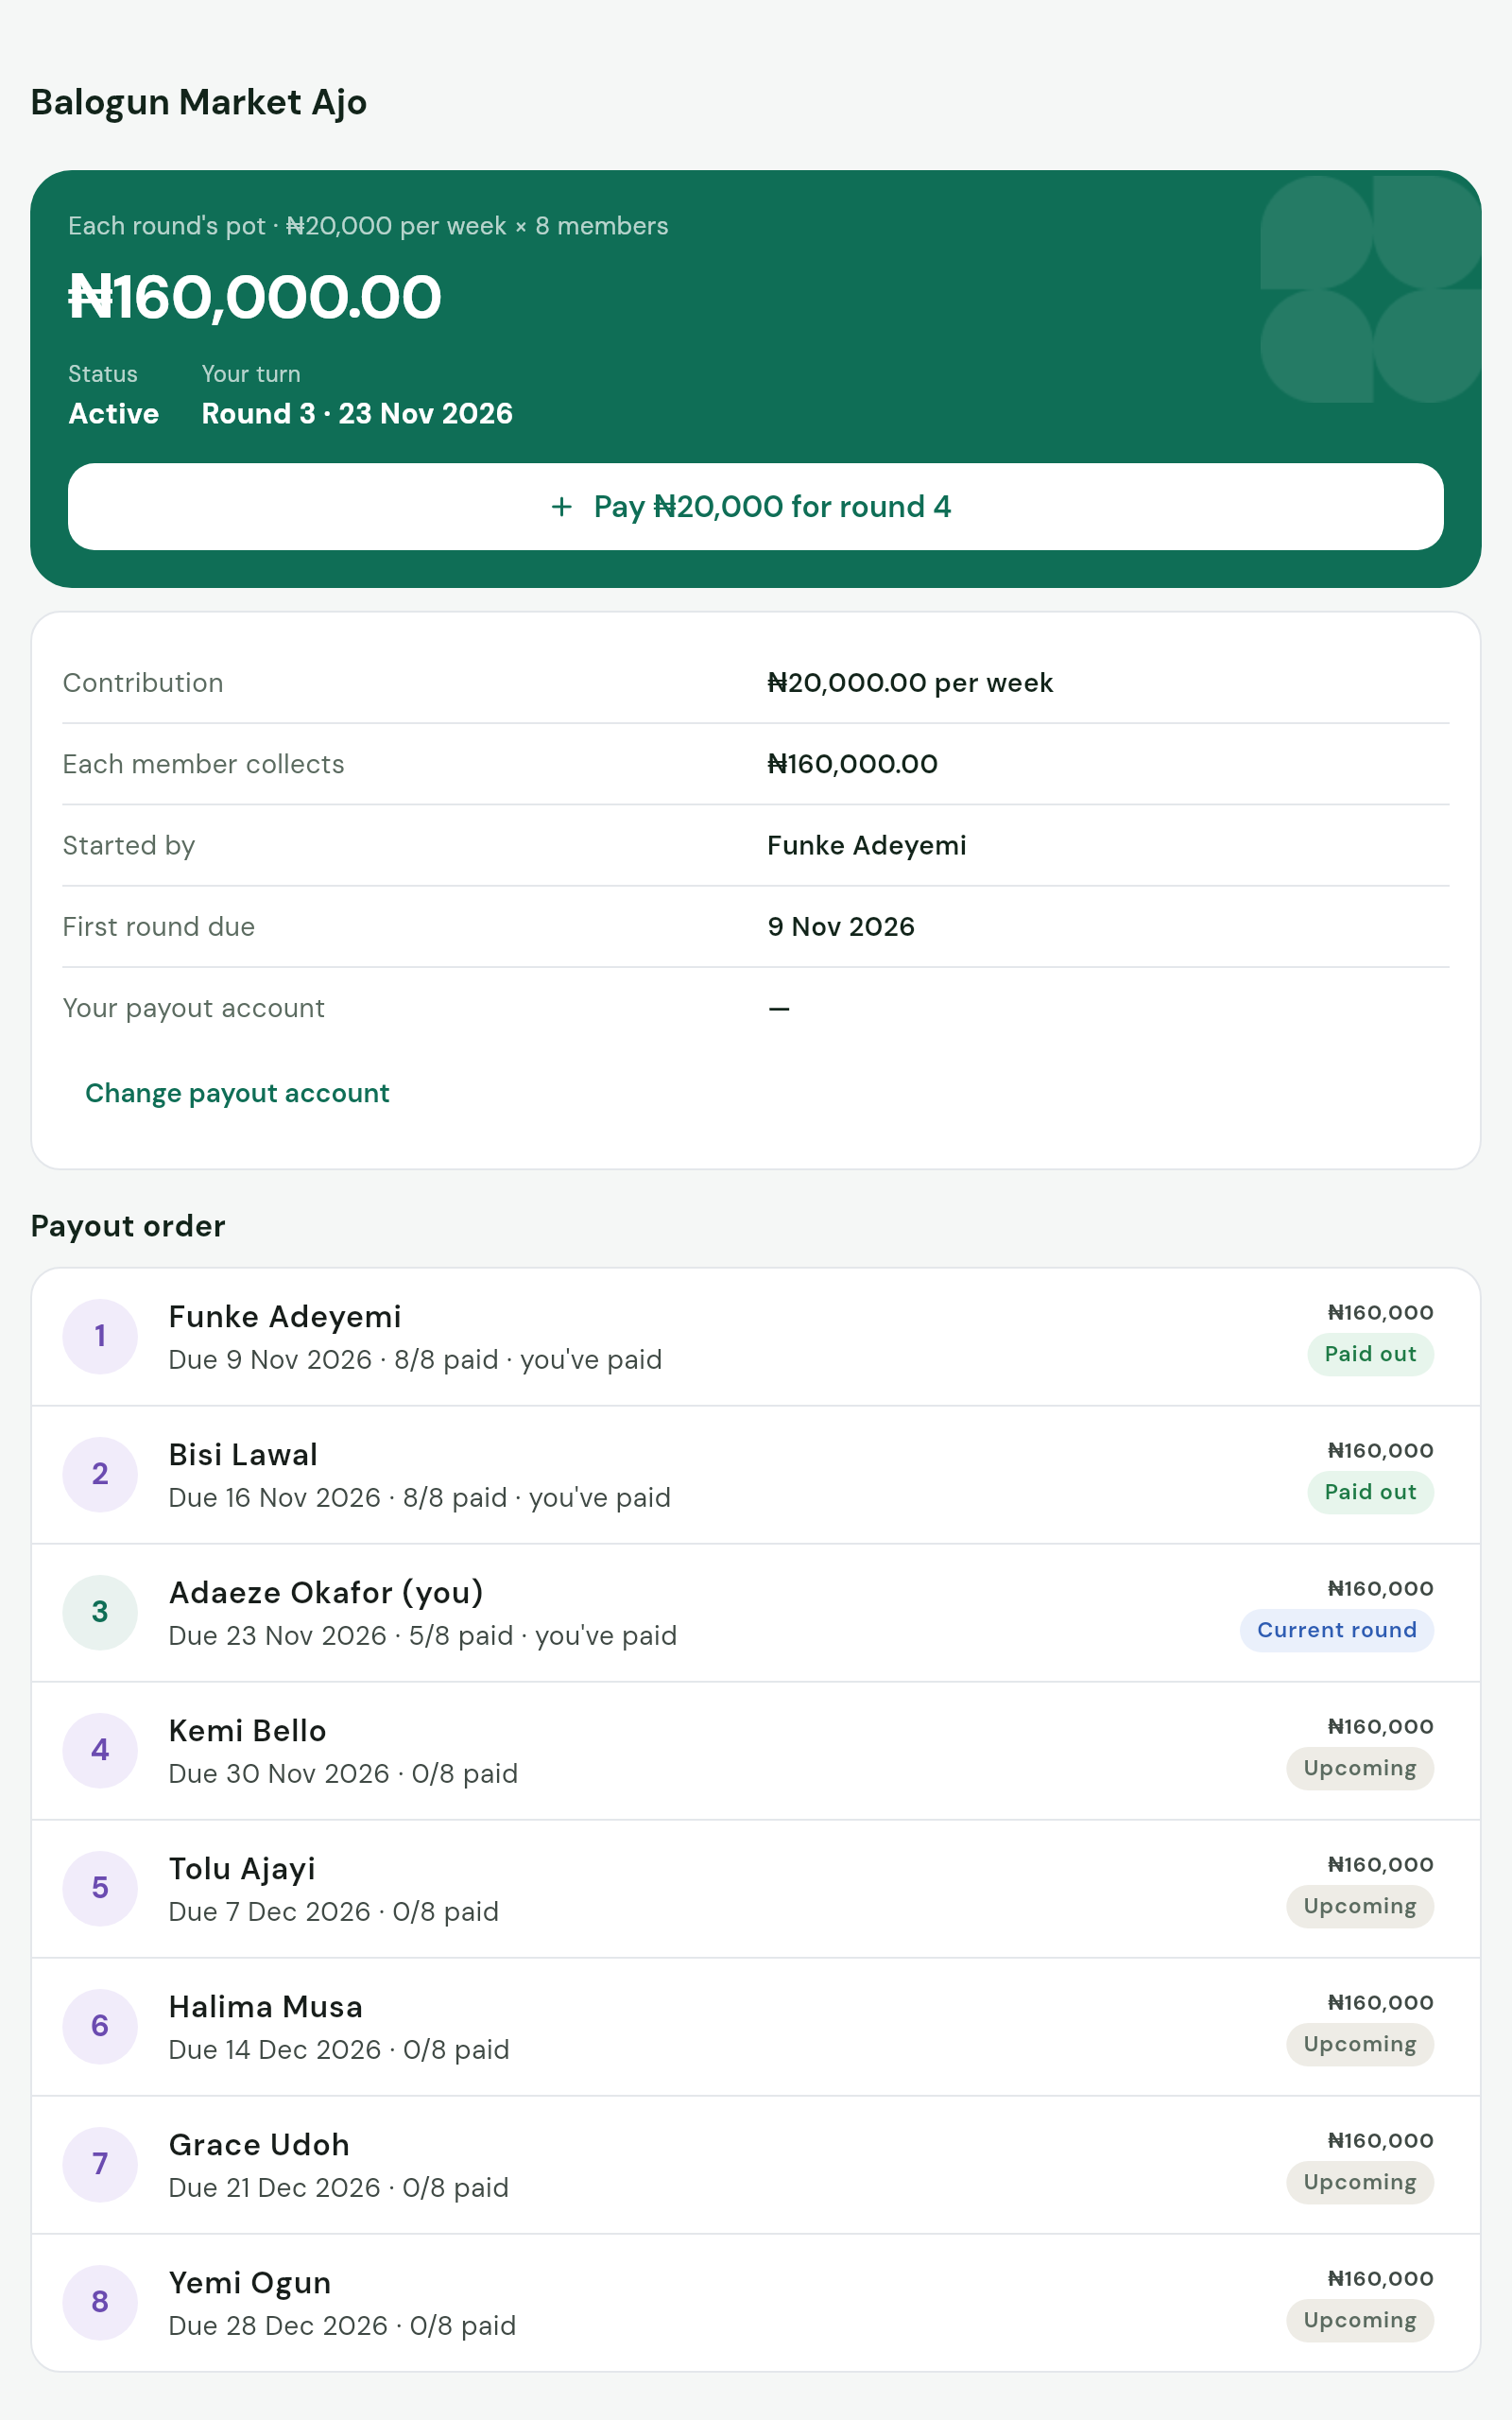 Balogun Market Ajo
Each round's pot · ₦20,000 per week × 8 members
₦160,000.00
Status Your turn
Active Round 3 · 23 Nov 2026
+ Pay ₦20,000 for round 4
Contribution ₦20,000.00 per week
Each member collects ₦160,000.00
Started by Funke Adeyemi
First round due 9 Nov 2026
Your payout account —
Change payout account
Payout order
1 Funke Adeyemi ₦160,000
Due 9 Nov 2026 · 8/8 paid · you've paid Paid out
2 Bisi Lawal ₦160,000
Due 16 Nov 2026 · 8/8 paid · you've paid Paid out
3 Adaeze Okafor (you) ₦160,000
Due 23 Nov 2026 · 5/8 paid · you've paid Current round
4 Kemi Bello ₦160,000
Due 30 Nov 2026 · 0/8 paid Upcoming
5 Tolu Ajayi ₦160,000
Due 7 Dec 2026 · 0/8 paid Upcoming
6 Halima Musa ₦160,000
Due 14 Dec 2026 · 0/8 paid Upcoming
7 Grace Udoh ₦160,000
Due 21 Dec 2026 · 0/8 paid Upcoming
8 Yemi Ogun ₦160,000
Due 28 Dec 2026 · 0/8 paid Upcoming